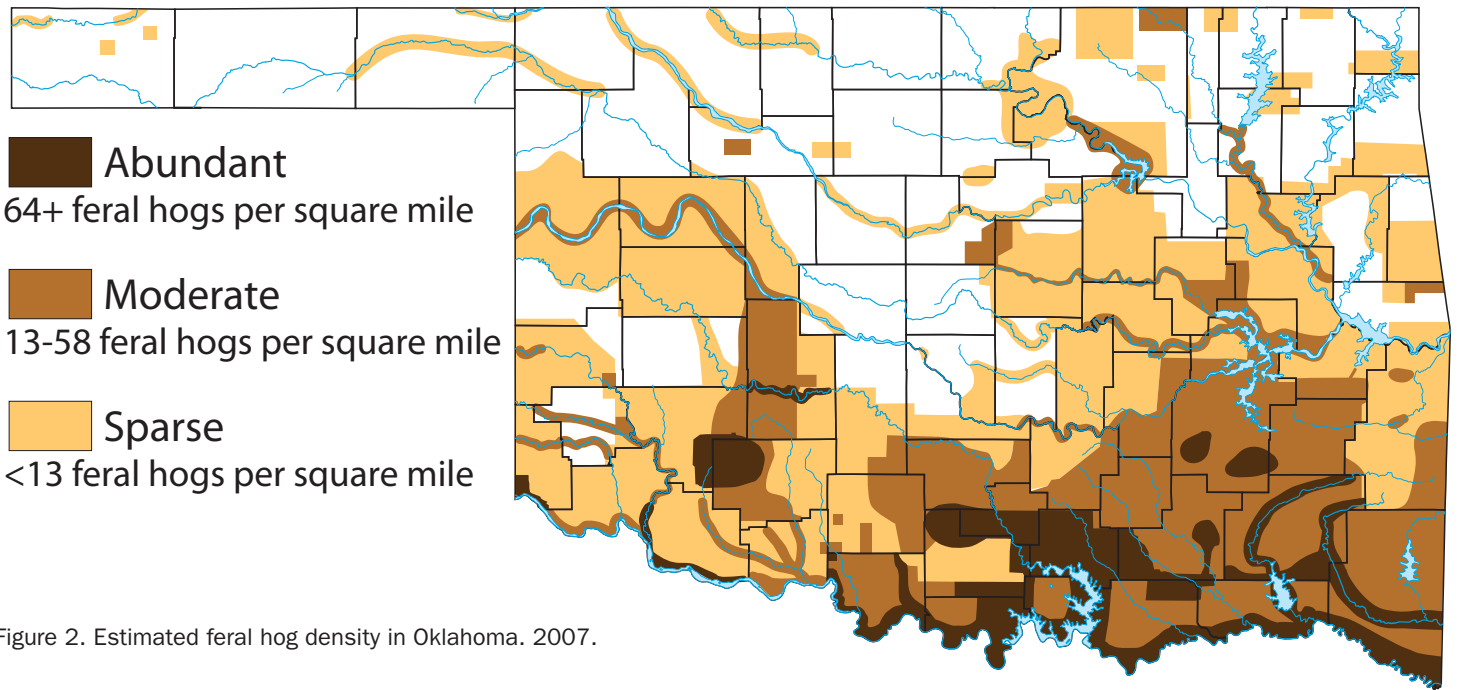 Abundant
64+ feral hogs per square mile
Moderate
13-58 feral hogs per square mile
Sparse
<13 feral hogs per square mile
Figure 2. Estimated feral hog density in Oklahoma. 2007.